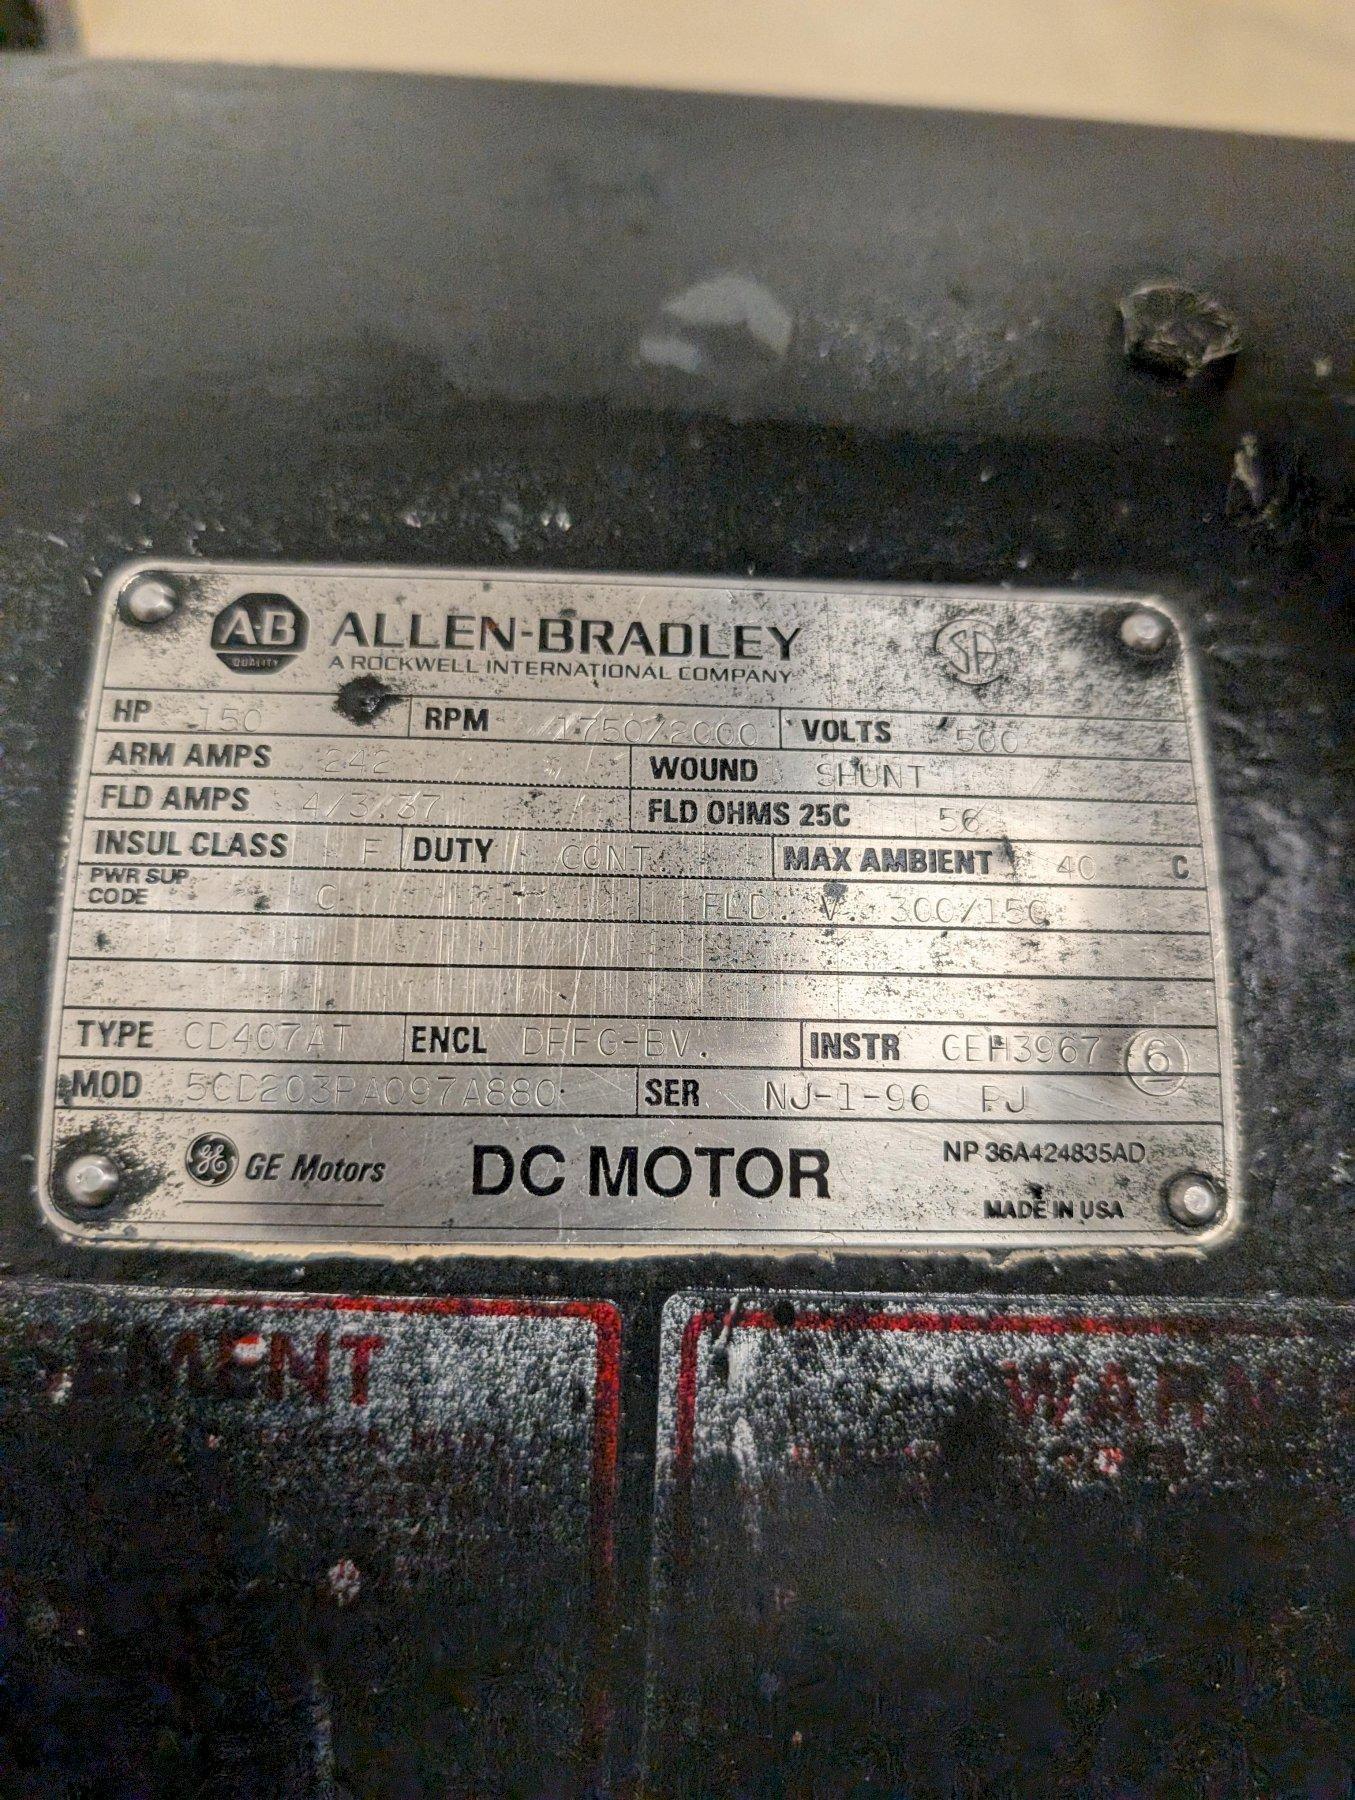 A-B
QUALITY
ALLEN-BRADLEY
A ROCKWELL INTERNATIONAL COMPANY
SA
HP 150 RPM 1750/2000 VOLTS 500
ARM AMPS 242 WOUND SHUNT
FLD AMPS 4/3.37 FLD OHMS 25C 56
INSUL CLASS F DUTY CONT. MAX AMBIENT 40 C
PWR SUP
CODE C FLD. V. 300/150
TYPE CD407AT ENCL DPFG-BV. INSTR GEH3967 6
MOD 5CD203PA097A880 SER NJ-1-96 PJ
GE Motors DC MOTOR NP 36A424835AD
MADE IN USA
EMENT
WARN